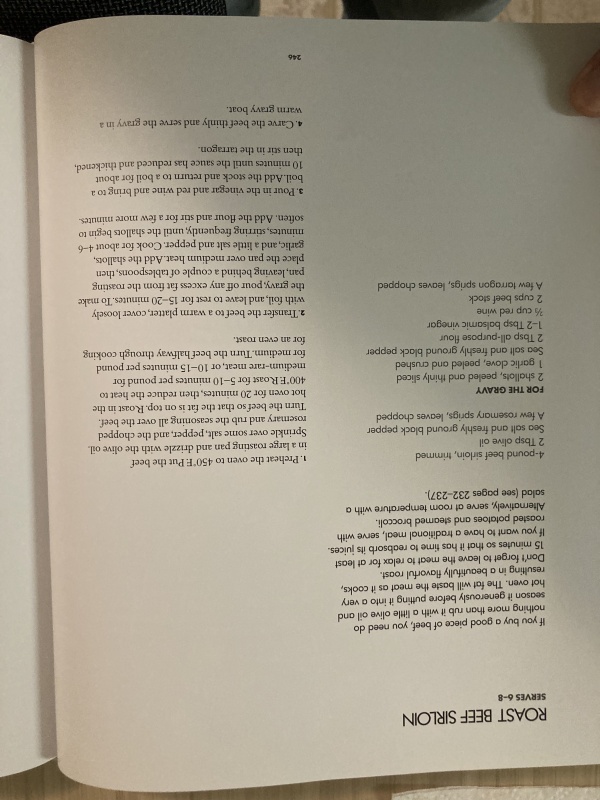 ROAST BEEF SIRLOIN
SERVES 6–8
If you buy a good piece of beef, you need do
nothing more than rub it with a little olive oil and
season it generously before putting it into a very
hot oven. The fat will baste the meat as it cooks,
resulting in a beautifully flavorful roast.
Don't forget to leave the meat to relax for at least
15 minutes so that it has time to reabsorb its juices.
If you want to have a traditional meal, serve with
roasted potatoes and steamed broccoli.
Alternatively, serve at room temperature with a
salad (see pages 232–237).
4-pound beef sirloin, trimmed
2 Tbsp olive oil
Sea salt and freshly ground black pepper
A few rosemary sprigs, leaves chopped
FOR THE GRAVY
2 shallots, peeled and thinly sliced
1 garlic clove, peeled and crushed
Sea salt and freshly ground black pepper
2 Tbsp all-purpose flour
1–2 Tbsp balsamic vinegar
½ cup red wine
2 cups beef stock
A few tarragon sprigs, leaves chopped
1. Preheat the oven to 450°F. Put the beef
in a large roasting pan and drizzle with the olive oil.
Sprinkle over some salt, pepper, and the chopped
rosemary and rub the seasoning all over the beef.
Turn the beef so that the fat is on top. Roast in the
hot oven for 20 minutes, then reduce the heat to
400°F. Roast for 5–10 minutes per pound for
medium-rare meat, or 10–15 minutes per pound
for medium. Turn the beef halfway through cooking
for an even roast.
2. Transfer the beef to a warm platter, cover loosely
with foil, and leave to rest for 15–20 minutes. To make
the gravy, pour off any excess fat from the roasting
pan, leaving behind a couple of tablespoons, then
place the pan over medium heat. Add the shallots,
garlic, and a little salt and pepper. Cook for about 4–6
minutes, stirring frequently, until the shallots begin to
soften. Add the flour and stir for a few more minutes.
3. Pour in the vinegar and red wine and bring to a
boil. Add the stock and return to a boil for about
10 minutes until the sauce has reduced and thickened,
then stir in the tarragon.
4. Carve the beef thinly and serve the gravy in a
warm gravy boat.
246